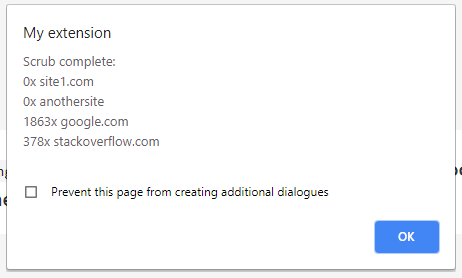 My extension
Scrub complete:
0x site1.com
0x anothersite
1863x google.com
378x stackoverflow.com
Prevent this page from creating additional dialogues
OK